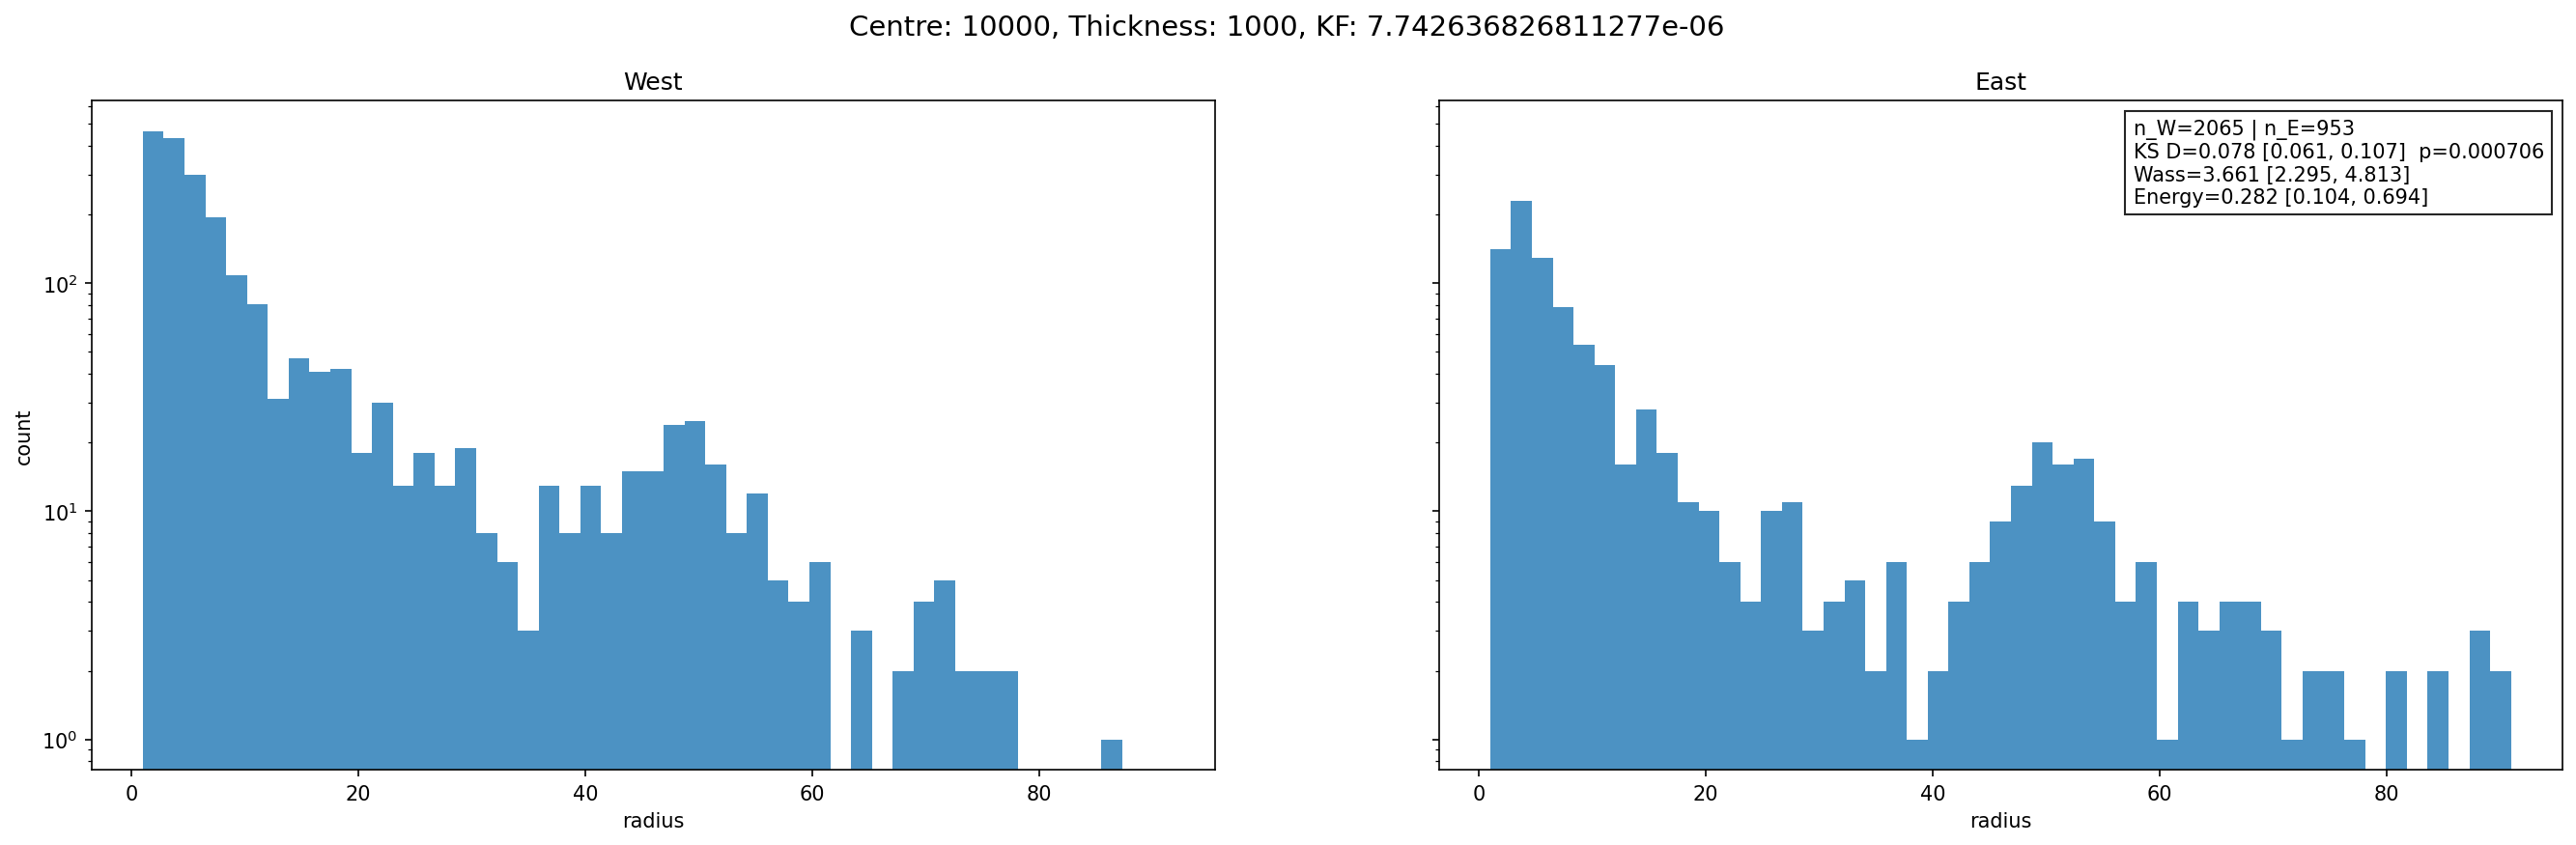 Centre: 10000, Thickness: 1000, KF: 7.742636826811277e-06
West
East
n_W=2065 | n_E=953
KS D=0.078 [0.061, 0.107]  p=0.000706
Wass=3.661 [2.295, 4.813]
Energy=0.282 [0.104, 0.694]
count
10²
10¹
10⁰
0 20 40 60 80
radius
0 20 40 60 80
radius